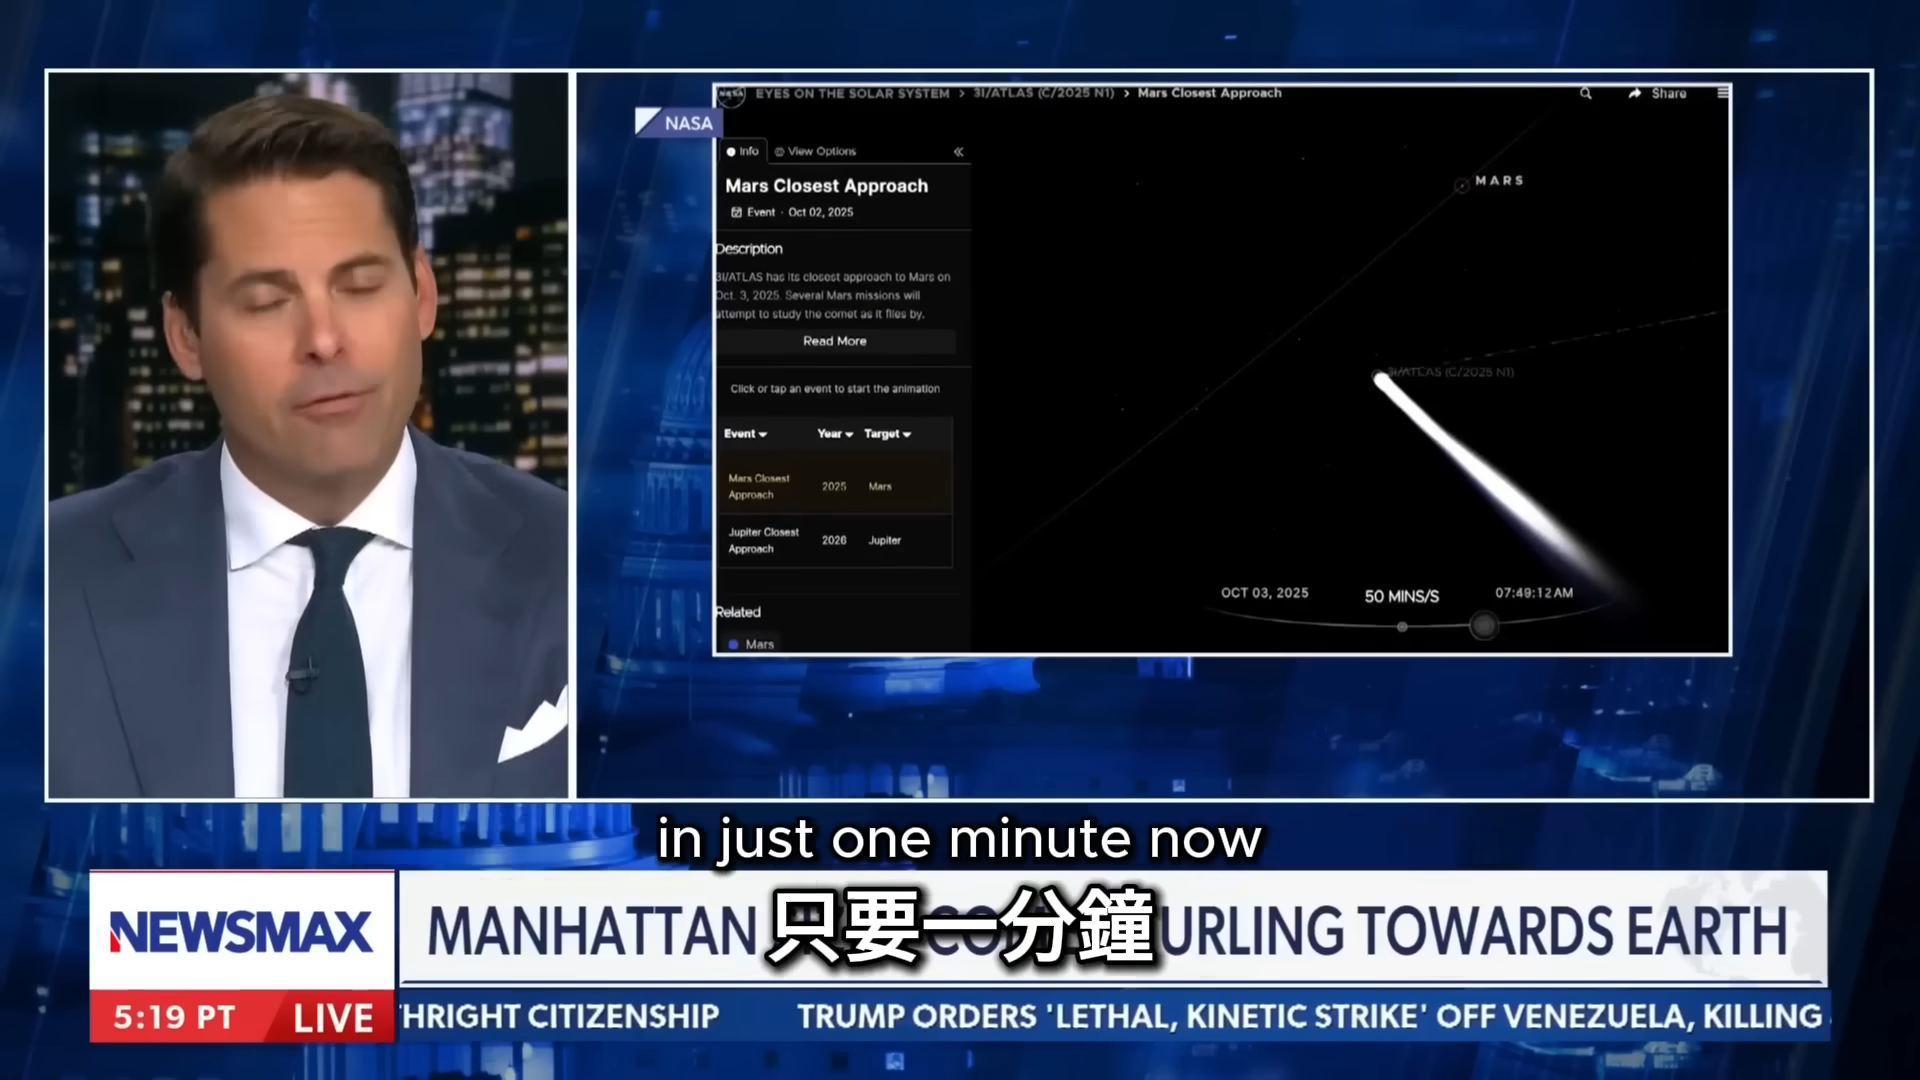 NASA
EYES ON THE SOLAR SYSTEM > 3I/ATLAS (C/2025 N1) > Mars Closest Approach
Share
Info
View Options
Mars Closest Approach
Event · Oct 02, 2025
Description
3I/ATLAS has its closest approach to Mars on
Oct. 3, 2025. Several Mars missions will
attempt to study the comet as it flies by.
Read More
Click or tap an event to start the animation
Event Year Target
Mars Closest Approach 2025 Mars
Jupiter Closest Approach 2026 Jupiter
Related
Mars
MARS
3I/ATLAS (C/2025 N1)
OCT 03, 2025 50 MINS/S 07:49:12 AM
in just one minute now
只要一分鐘
NEWSMAX
MANHATTAN URLING TOWARDS EARTH
5:19 PT LIVE
THRIGHT CITIZENSHIP TRUMP ORDERS 'LETHAL, KINETIC STRIKE' OFF VENEZUELA, KILLING